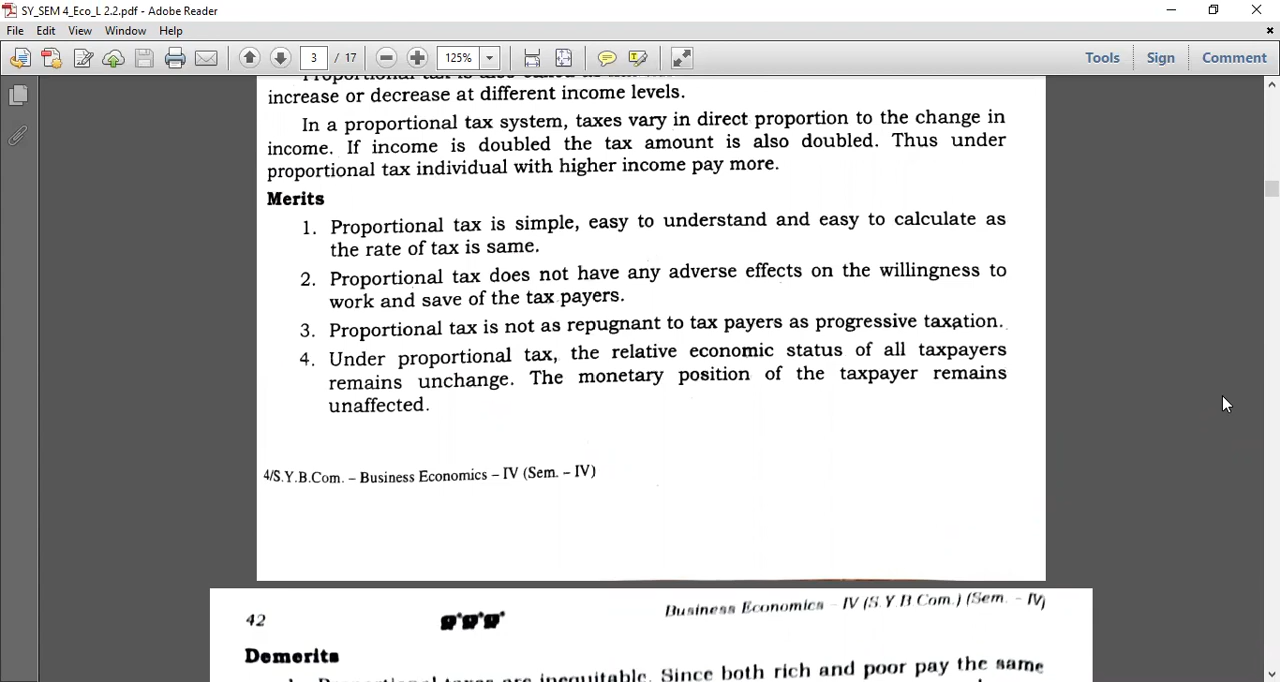 SY_SEM 4_Eco_L 2.2.pdf - Adobe Reader
File Edit View Window Help
3 / 17 125% Tools Sign Comment
increase or decrease at different income levels.
In a proportional tax system, taxes vary in direct proportion to the change in
income. If income is doubled the tax amount is also doubled. Thus under
proportional tax individual with higher income pay more.
Merits
1. Proportional tax is simple, easy to understand and easy to calculate as
the rate of tax is same.
2. Proportional tax does not have any adverse effects on the willingness to
work and save of the tax payers.
3. Proportional tax is not as repugnant to tax payers as progressive taxation.
4. Under proportional tax, the relative economic status of all taxpayers
remains unchange. The monetary position of the taxpayer remains
unaffected.
4/S.Y.B.Com. – Business Economics – IV (Sem. – IV)
42 Business Economics – IV (S.Y.B Com.) (Sem. – IV)
Demerits
inequitable. Since both rich and poor pay the same